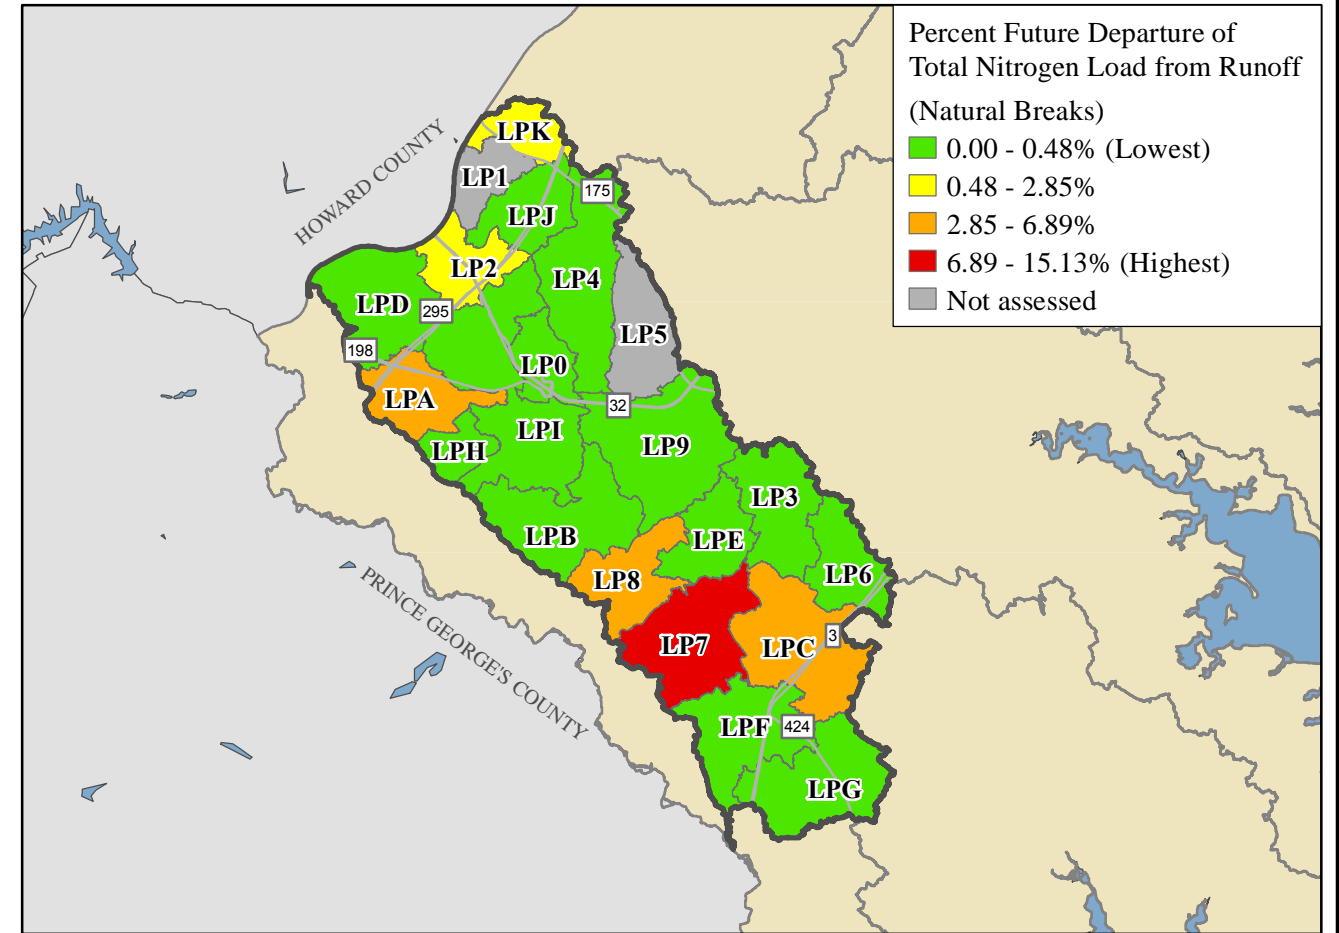 Percent Future Departure of
Total Nitrogen Load from Runoff
(Natural Breaks)
0.00 - 0.48% (Lowest)
0.48 - 2.85%
2.85 - 6.89%
6.89 - 15.13% (Highest)
Not assessed
HOWARD COUNTY
LPK
LP1
175
LPJ
LP2
LP4
LPD
295
LP5
198
LP0
LPA
32
LPI
LPH
LP9
LP3
LPB
LPE
LP8
LP6
PRINCE GEORGE'S COUNTY
3
LP7
LPC
LPF
424
LPG